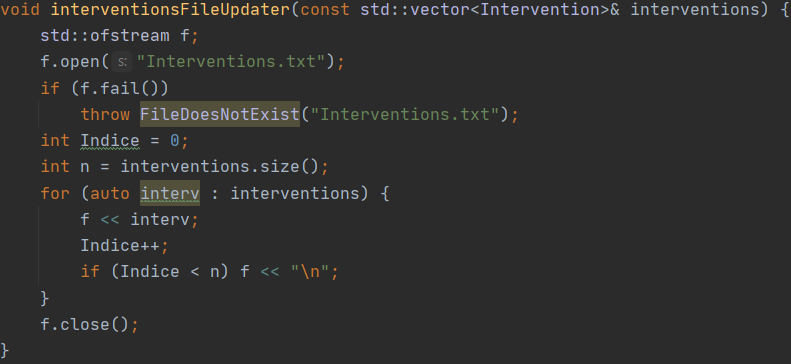 void interventionsFileUpdater(const std::vector<Intervention>& interventions) {
    std::ofstream f;
    f.open( s: "Interventions.txt");
    if (f.fail())
        throw FileDoesNotExist("Interventions.txt");
    int Indice = 0;
    int n = interventions.size();
    for (auto interv : interventions) {
        f << interv;
        Indice++;
        if (Indice < n) f << "\n";
    }
    f.close();
}